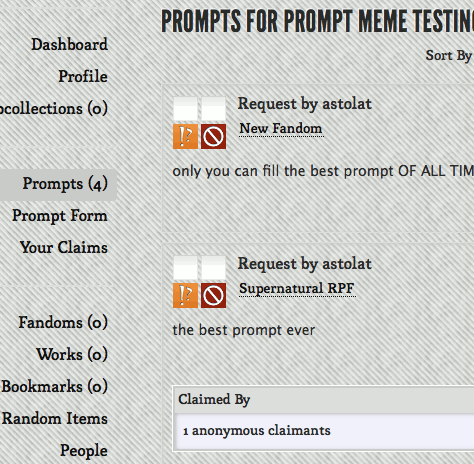 PROMPTS FOR PROMPT MEME TESTING
Sort By
Dashboard
Profile
collections (0)
Prompts (4)
Prompt Form
Your Claims
Fandoms (0)
Works (0)
Bookmarks (0)
Random Items
People
Request by astolat
New Fandom
!?
only you can fill the best prompt OF ALL TIM
Request by astolat
Supernatural RPF
!?
the best prompt ever
Claimed By
1 anonymous claimants